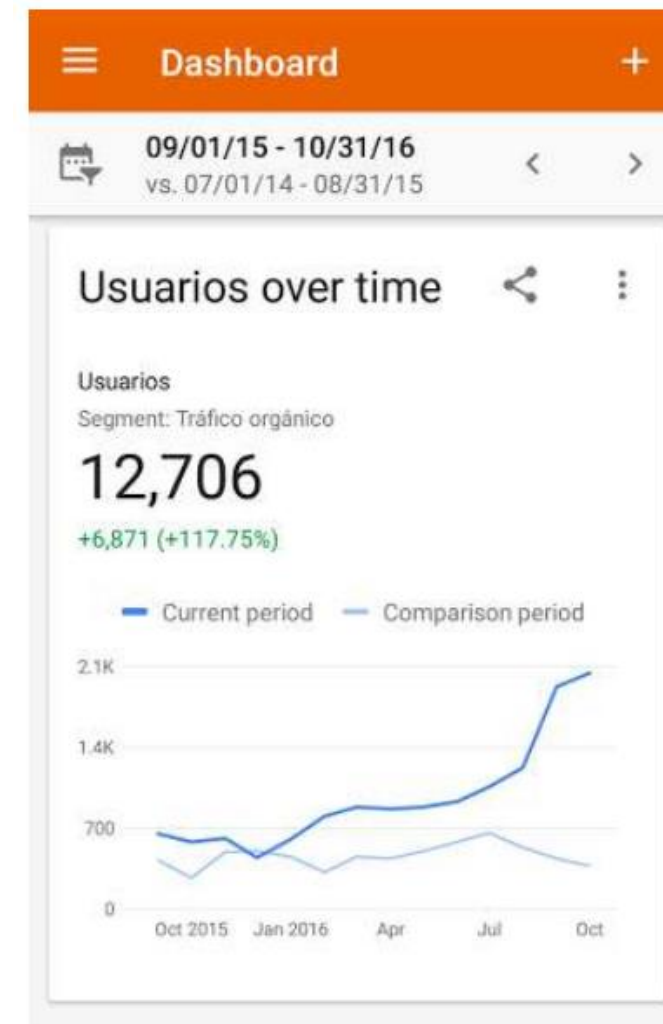 Dashboard
09/01/15 - 10/31/16
vs. 07/01/14 - 08/31/15
Usuarios over time
Usuarios
Segment: Tráfico orgánico
12,706
+6,871 (+117.75%)
Current period Comparison period
2.1K
1.4K
700
0
Oct 2015 Jan 2016 Apr Jul Oct